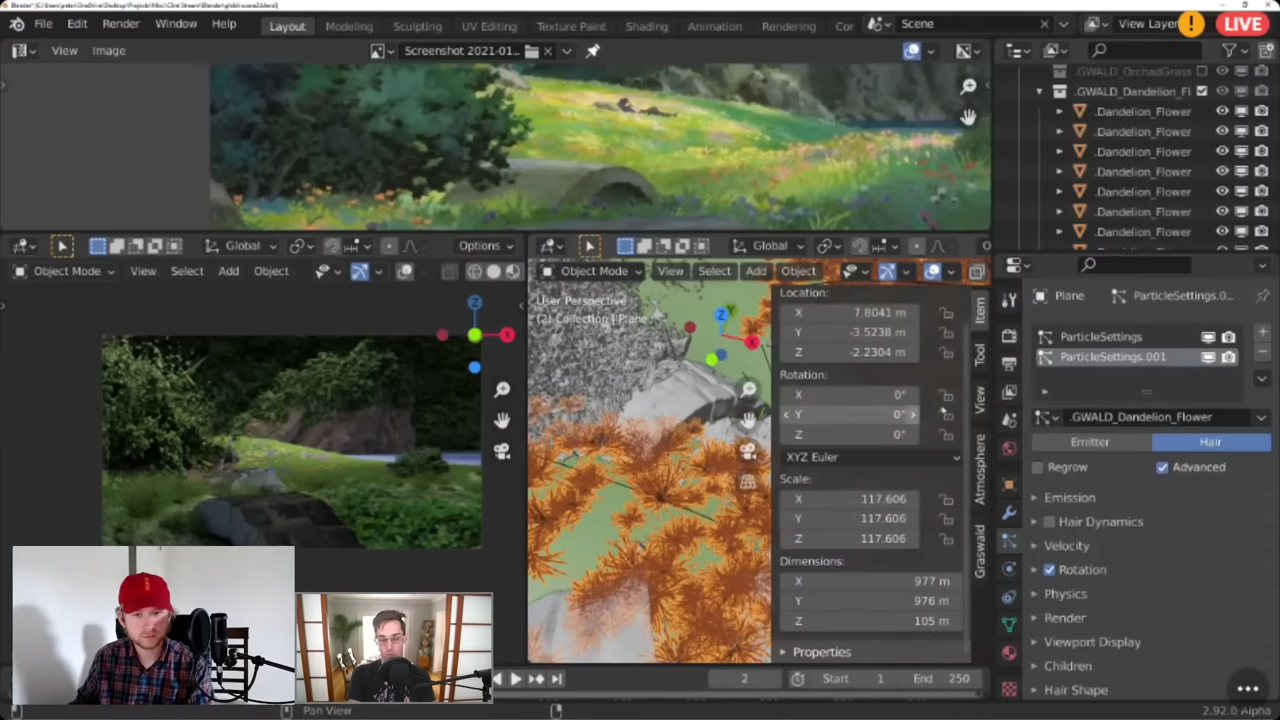 File Edit Render Window Help
Layout Modeling Sculpting UV Editing Texture Paint Shading Animation Rendering
Scene
View Layer
! LIVE
View Image
Screenshot 2021-01...
.GWALD_OrchadGrass
.GWALD_Dandelion_Fl
.Dandelion_Flower
.Dandelion_Flower
.Dandelion_Flower
.Dandelion_Flower
.Dandelion_Flower
.Dandelion_Flower
.Dandelion_Flower
Global
Options
Global
Object Mode View Select Add Object
Object Mode View Select Add Object
User Perspective
(2) Collection | Plane
Z
X
Z
Y
X
Location:
X 7.8041 m
Y -3.5238 m
Z -2.2304 m
Rotation:
X 0°
Y 0°
Z 0°
XYZ Euler
Scale:
X 117.606
Y 117.606
Z 117.606
Dimensions:
X 977 m
Y 976 m
Z 105 m
Properties
Item
Tool
View
Atmosphere
Graswald
Plane
ParticleSettings.0...
ParticleSettings
ParticleSettings.001
.GWALD_Dandelion_Flower
Emitter Hair
Regrow Advanced
Emission
Hair Dynamics
Velocity
Rotation
Physics
Render
Viewport Display
Children
Hair Shape
2
Start 1 End 250
Pan View
2.92.0 Alpha